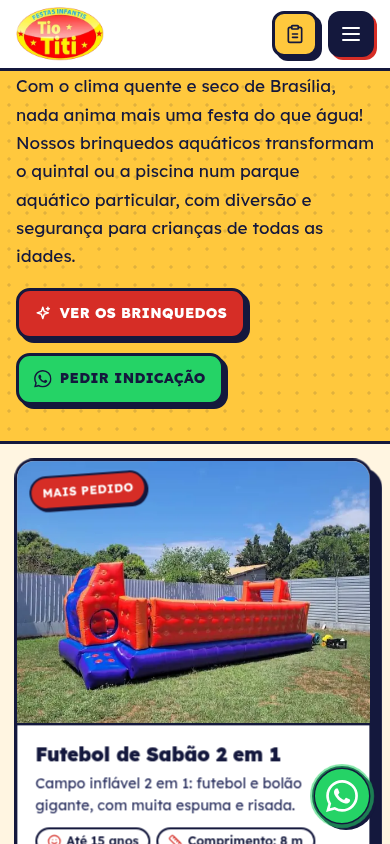 FESTAS INFANTIS
Tio
Titi
Com o clima quente e seco de Brasília,
nada anima mais uma festa do que água!
Nossos brinquedos aquáticos transformam
o quintal ou a piscina num parque
aquático particular, com diversão e
segurança para crianças de todas as
idades.
VER OS BRINQUEDOS
PEDIR INDICAÇÃO
MAIS PEDIDO
Futebol de Sabão 2 em 1
Campo inflável 2 em 1: futebol e bolão
gigante, com muita espuma e risada.
Até 15 anos
Comprimento: 8 m